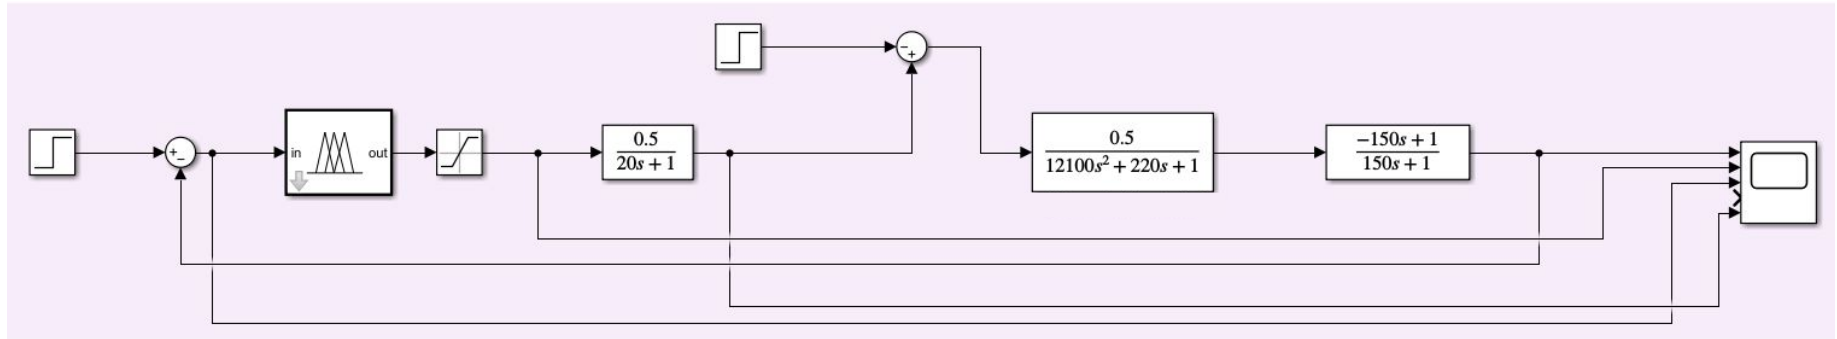 -
+
+
-
in
out
0.5
20s + 1
0.5
12100s² + 220s + 1
−150s + 1
150s + 1